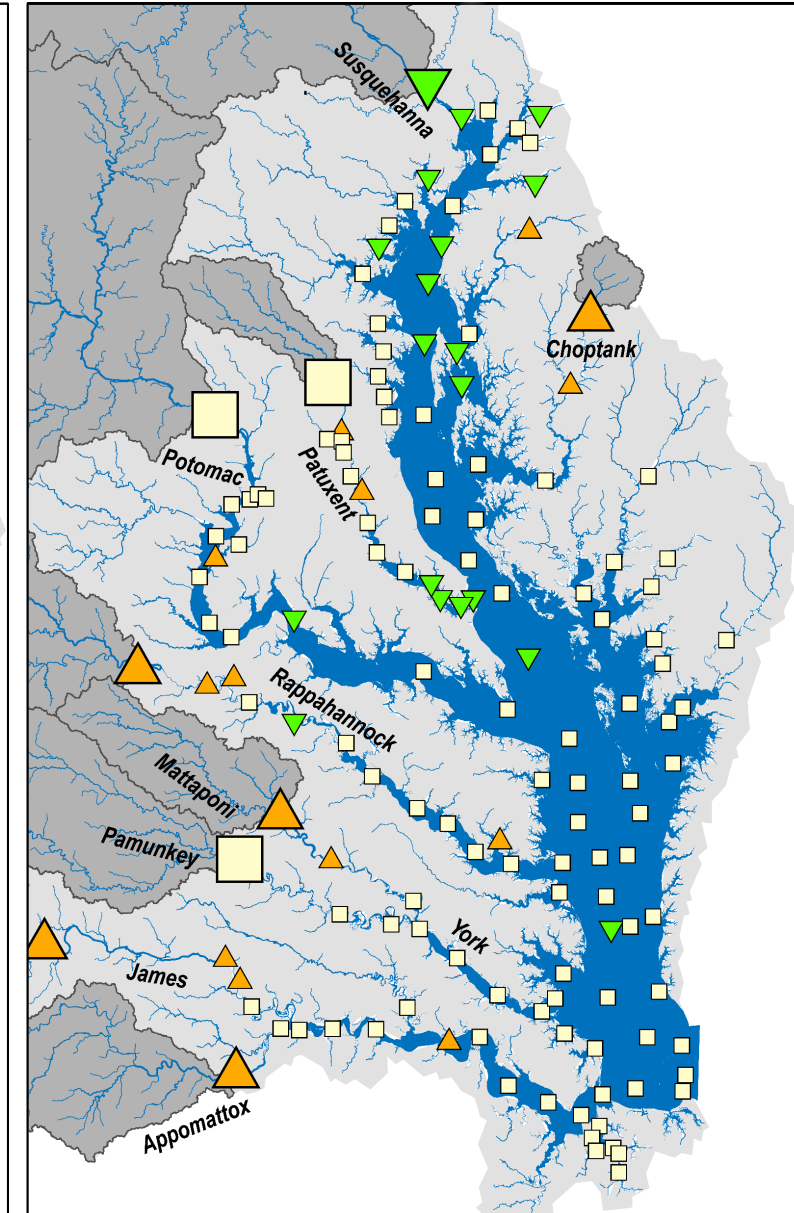 Susquehanna
Choptank
Potomac
Patuxent
Rappahannock
Mattaponi
Pamunkey
York
James
Appomattox